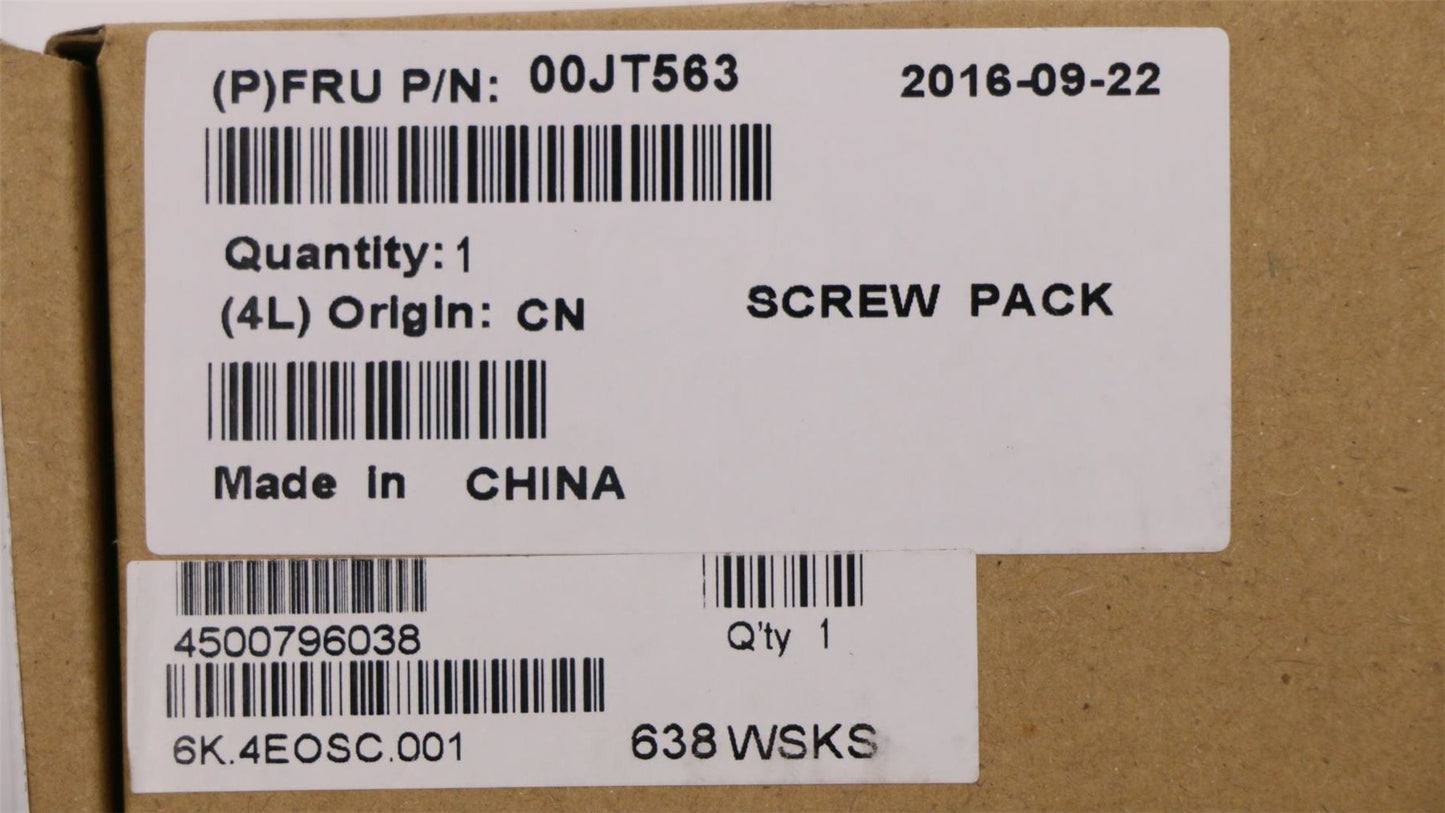 (P)FRU P/N: 00JT563 2016-09-22
Quantity: 1
(4L) Origin: CN SCREW PACK
Made in CHINA
4500796038 Q'ty 1
6K.4EOSC.001 638 WSKS